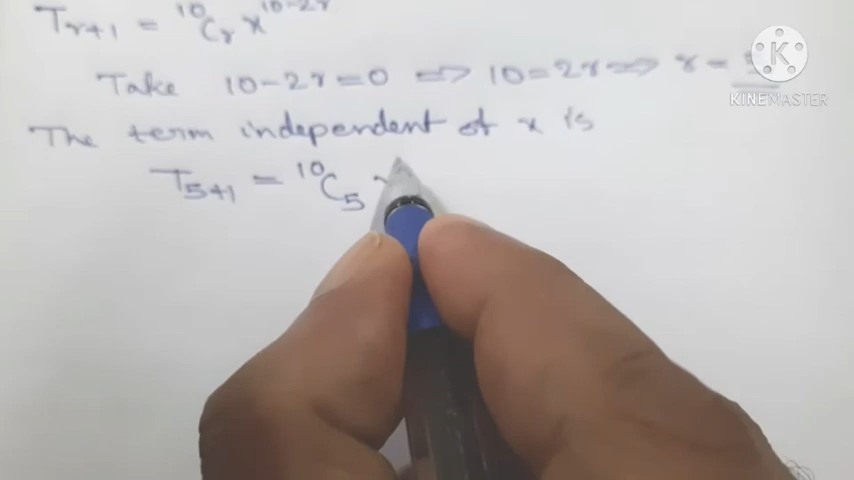 Tr+1 = 10Cr x10-2r
K
Take 10-2r=0 => 10=2r=> r=
KINEMASTER
The term independent of x is
T5+1 = 10C5